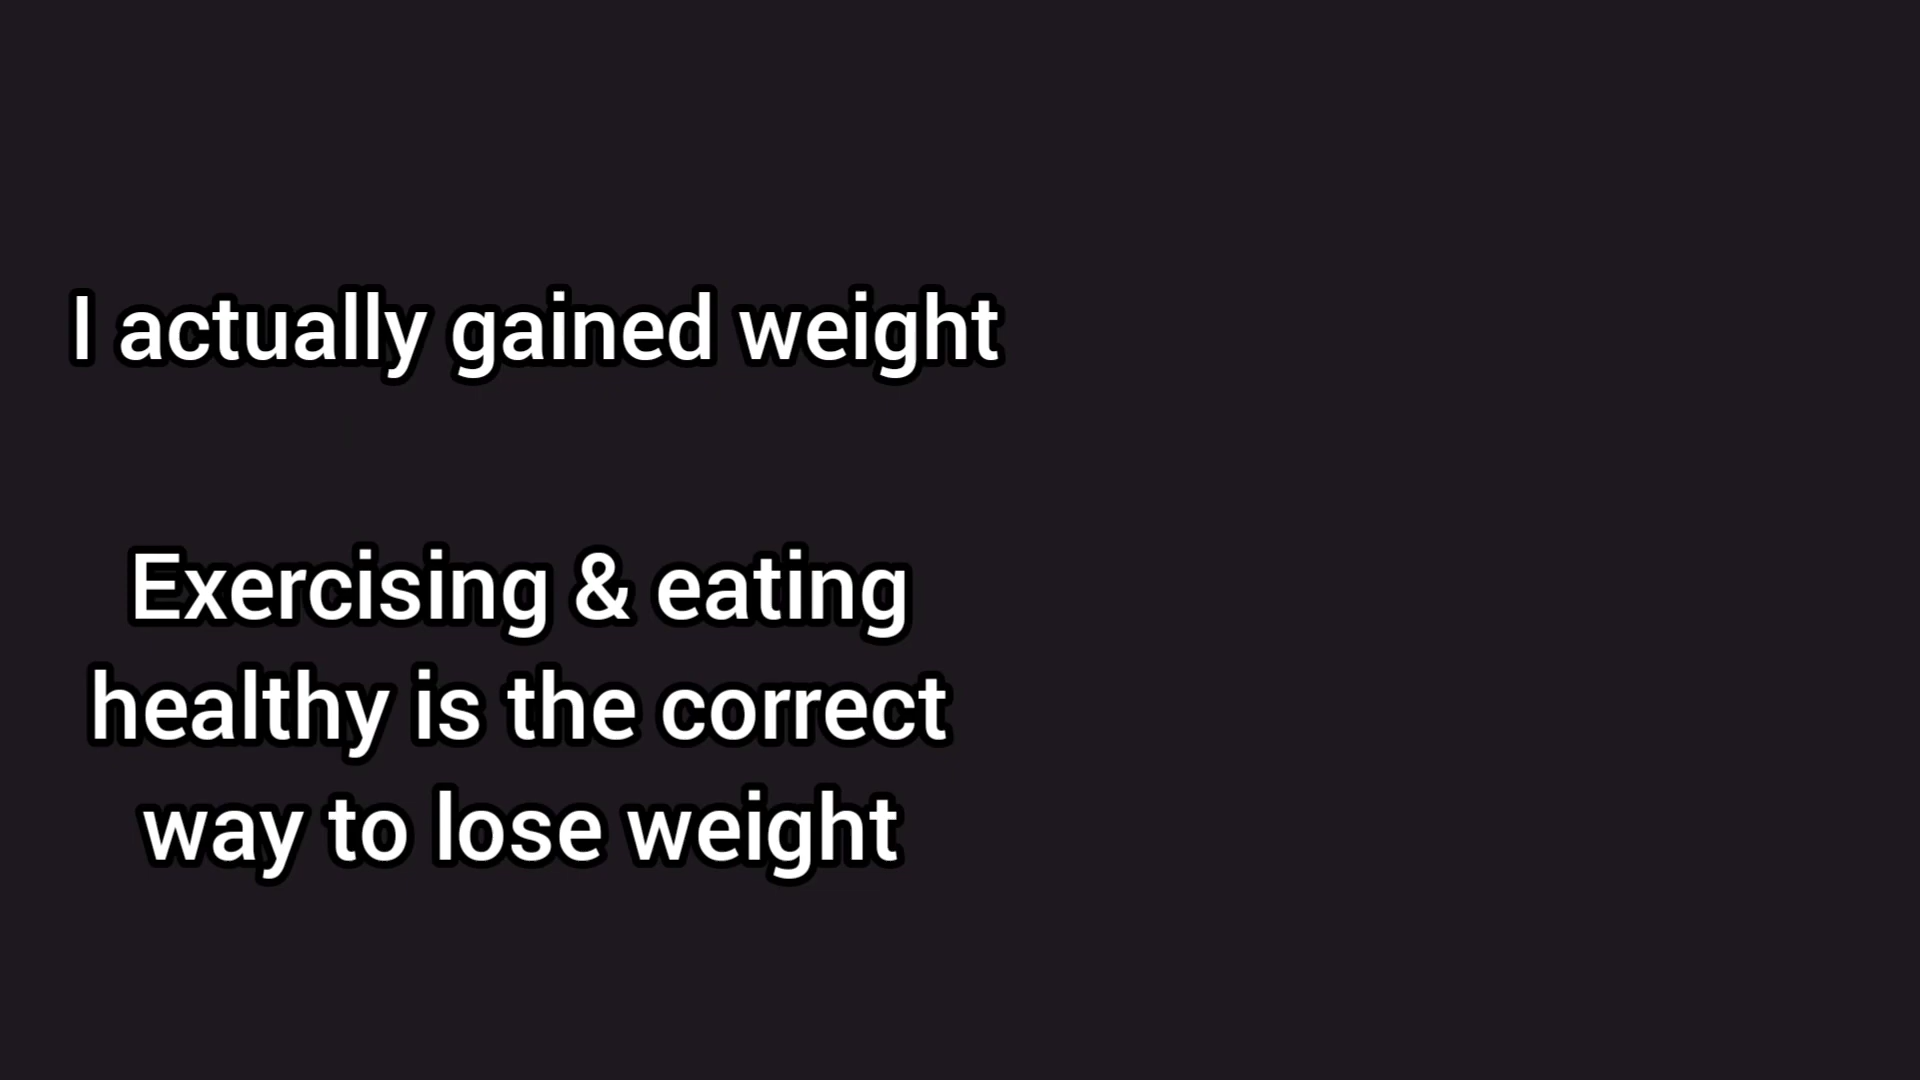 I actually gained weight
Exercising & eating
healthy is the correct
way to lose weight